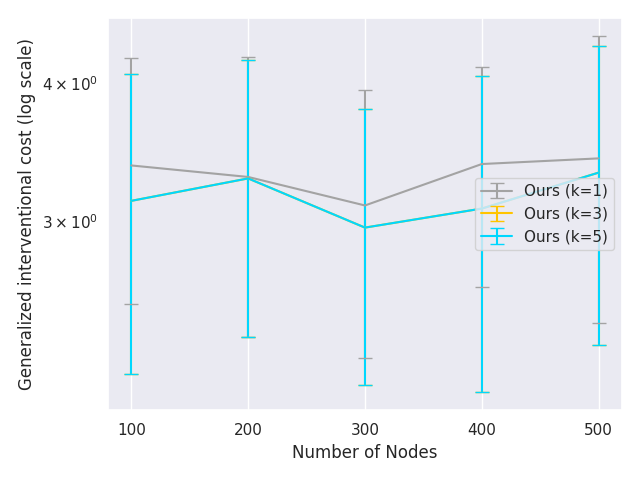 Generalized interventional cost (log scale)
4 × 10⁰
3 × 10⁰
Ours (k=1)
Ours (k=3)
Ours (k=5)
100 200 300 400 500
Number of Nodes